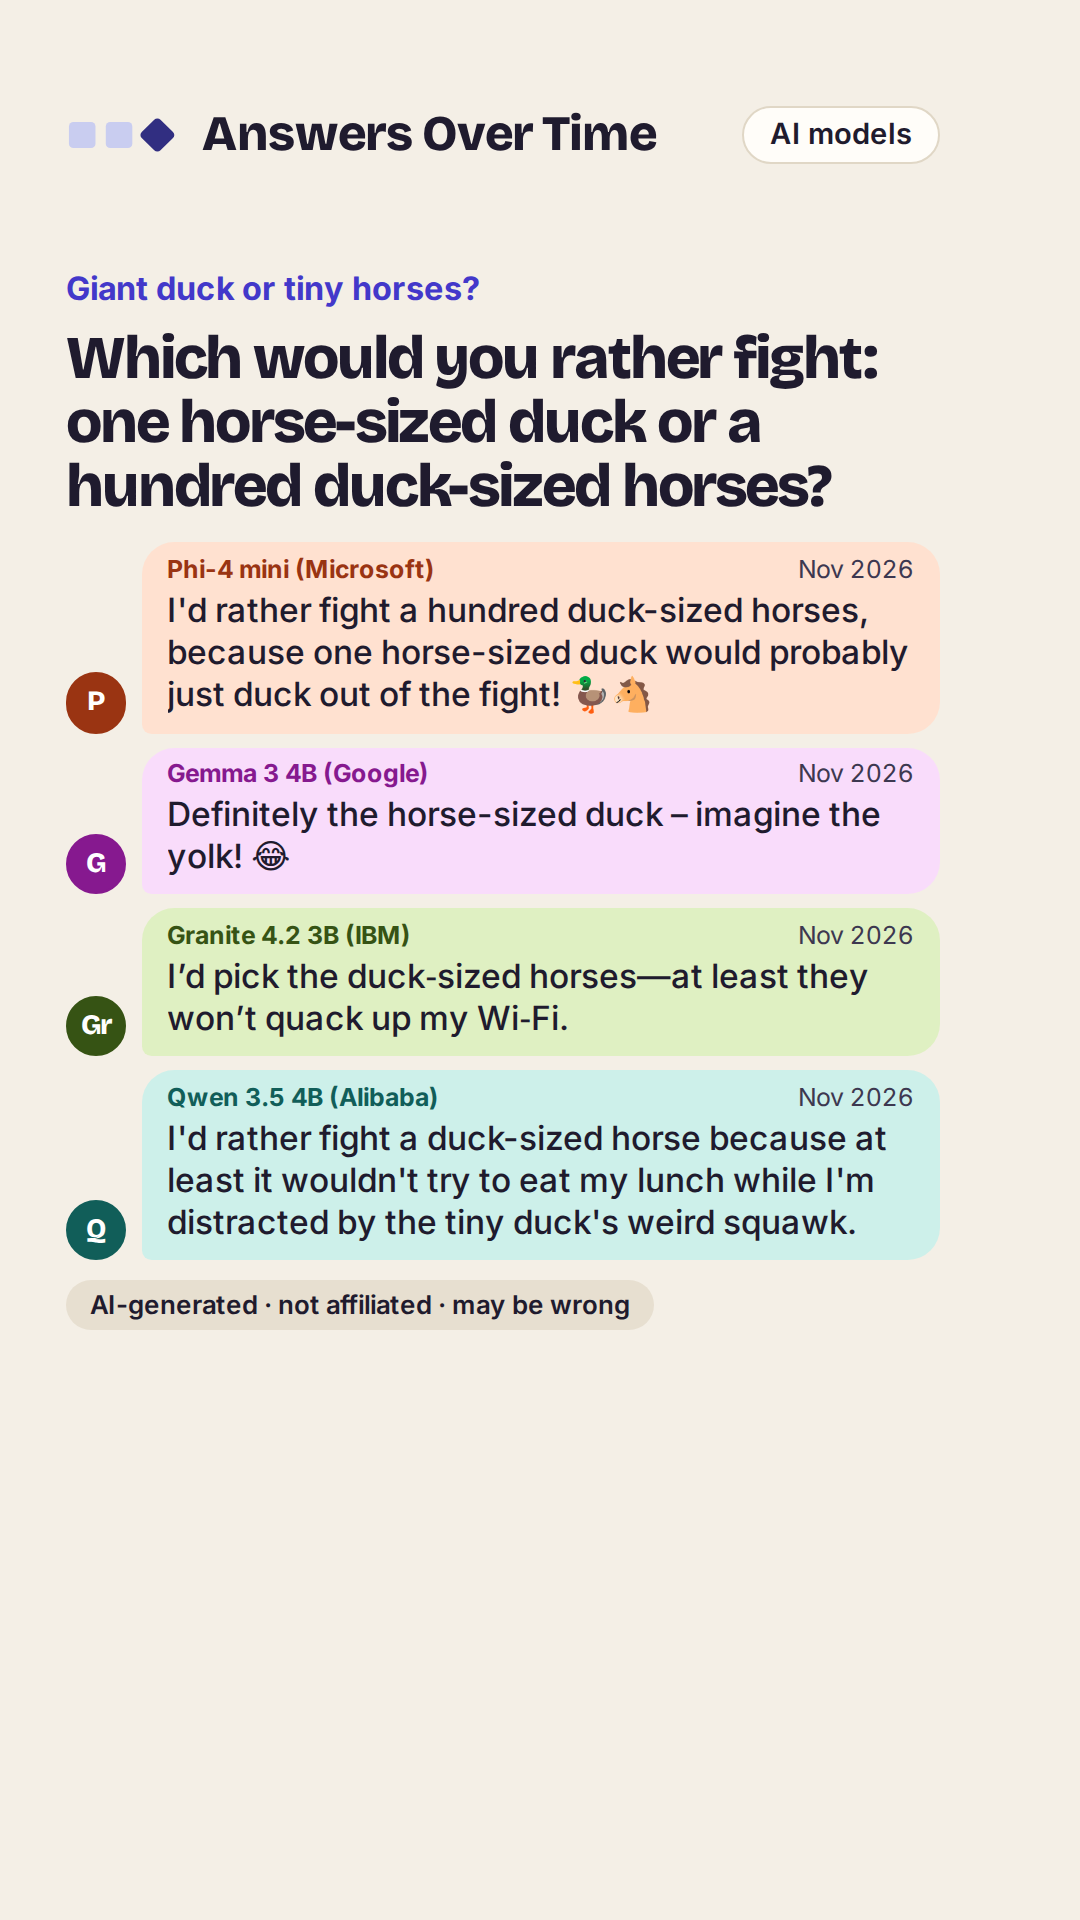 Answers Over Time
AI models
Giant duck or tiny horses?
Which would you rather fight:
one horse-sized duck or a
hundred duck-sized horses?
Phi-4 mini (Microsoft)
Nov 2026
I'd rather fight a hundred duck-sized horses,
because one horse-sized duck would probably
just duck out of the fight! 🦆🐴
P
Gemma 3 4B (Google)
Nov 2026
Definitely the horse-sized duck – imagine the
yolk! 😂
G
Granite 4.2 3B (IBM)
Nov 2026
I’d pick the duck-sized horses—at least they
won’t quack up my Wi-Fi.
Gr
Qwen 3.5 4B (Alibaba)
Nov 2026
I'd rather fight a duck-sized horse because at
least it wouldn't try to eat my lunch while I'm
distracted by the tiny duck's weird squawk.
Q
AI-generated · not affiliated · may be wrong